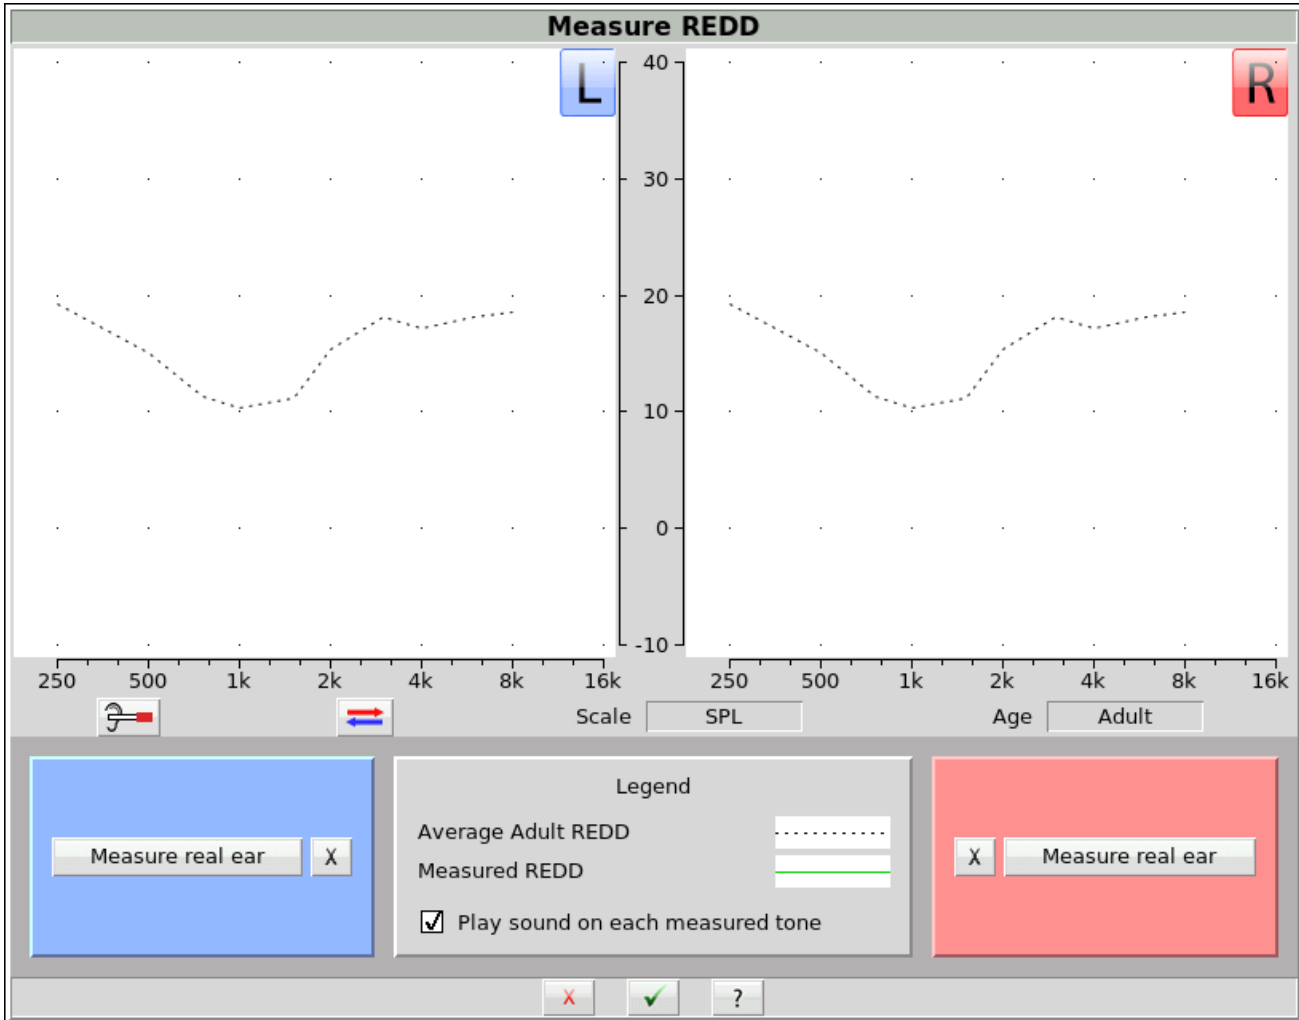 Measure REDD
L
R
40
30
20
10
0
-10
250 500 1k 2k 4k 8k 16k
250 500 1k 2k 4k 8k 16k
Scale SPL
Age Adult
Measure real ear X
Legend
Average Adult REDD
Measured REDD
Play sound on each measured tone
X Measure real ear
X ?